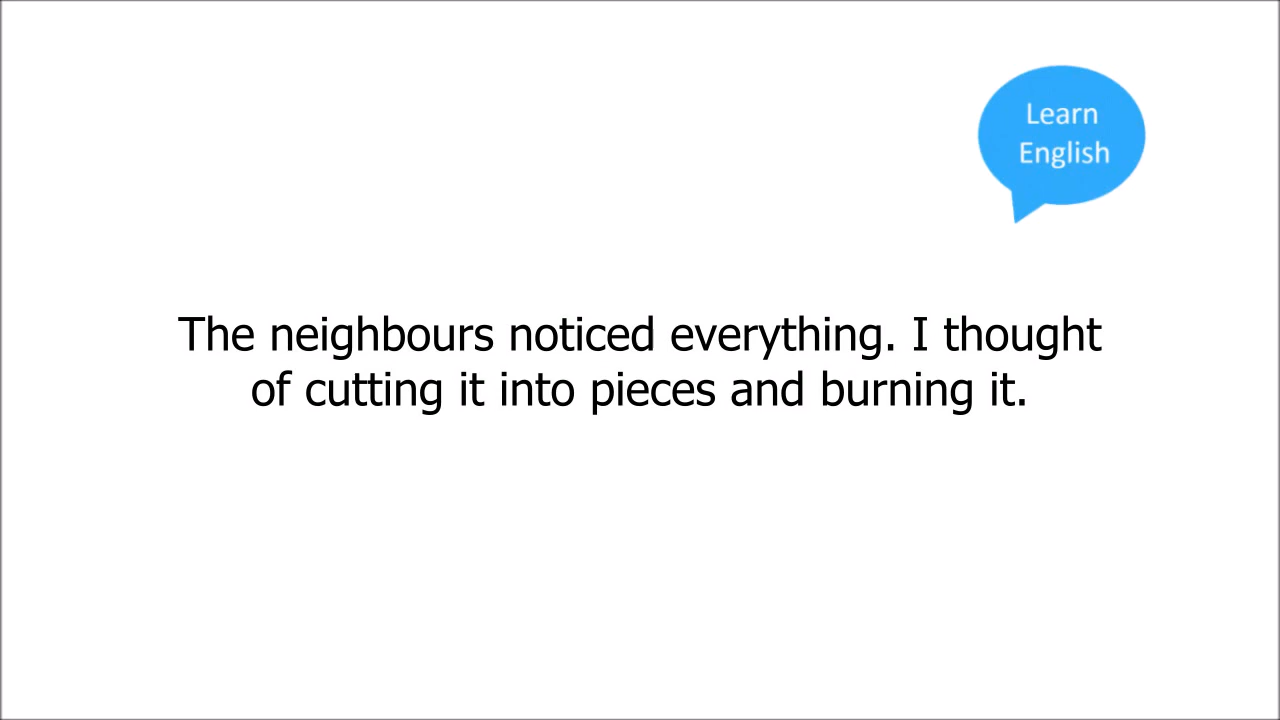 Learn
English
The neighbours noticed everything. I thought
of cutting it into pieces and burning it.